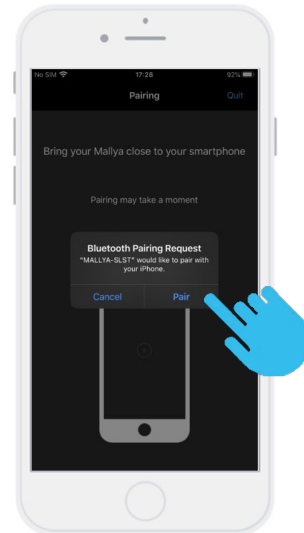 No SIM 17:28 92%
Pairing Quit
Bring your Mallya close to your smartphone
Pairing may take a moment
Bluetooth Pairing Request
"MALLYA-SLST" would like to pair with
your iPhone.
Cancel Pair